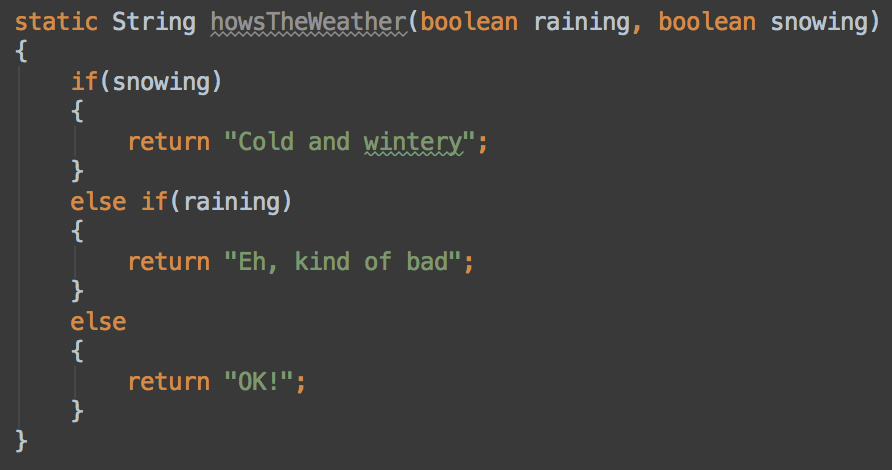 static String howsTheWeather(boolean raining, boolean snowing)
{
    if(snowing)
    {
        return "Cold and wintery";
    }
    else if(raining)
    {
        return "Eh, kind of bad";
    }
    else
    {
        return "OK!";
    }
}